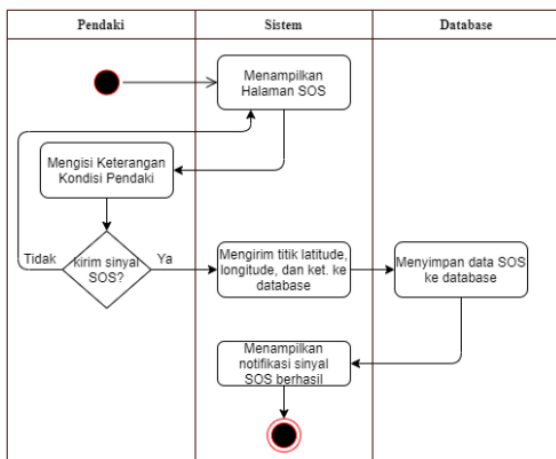 Pendaki
Sistem
Database
Menampilkan
Halaman SOS
Mengisi Keterangan
Kondisi Pendaki
Tidak
kirim sinyal
SOS?
Ya
Mengirim titik latitude,
longitude, dan ket. ke
database
Menyimpan data SOS
ke database
Menampilkan
notifikasi sinyal
SOS berhasil